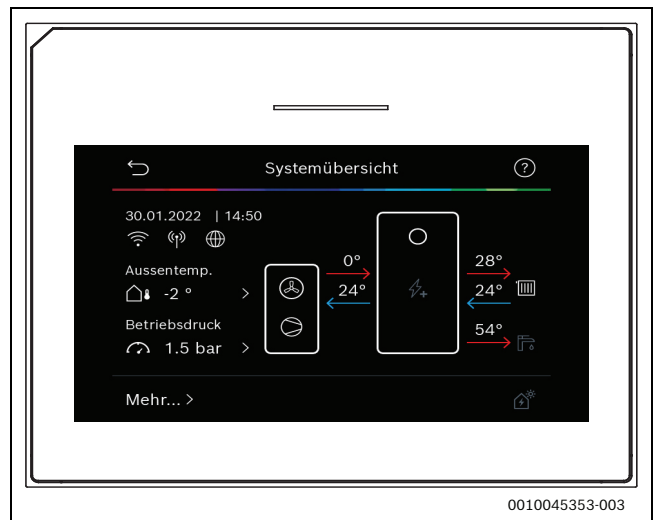 Systemübersicht ?
30.01.2022 | 14:50
Aussentemp.
-2 ° >
Betriebsdruck
1.5 bar >
0°
24°
28°
24°
54°
Mehr... >
0010045353-003